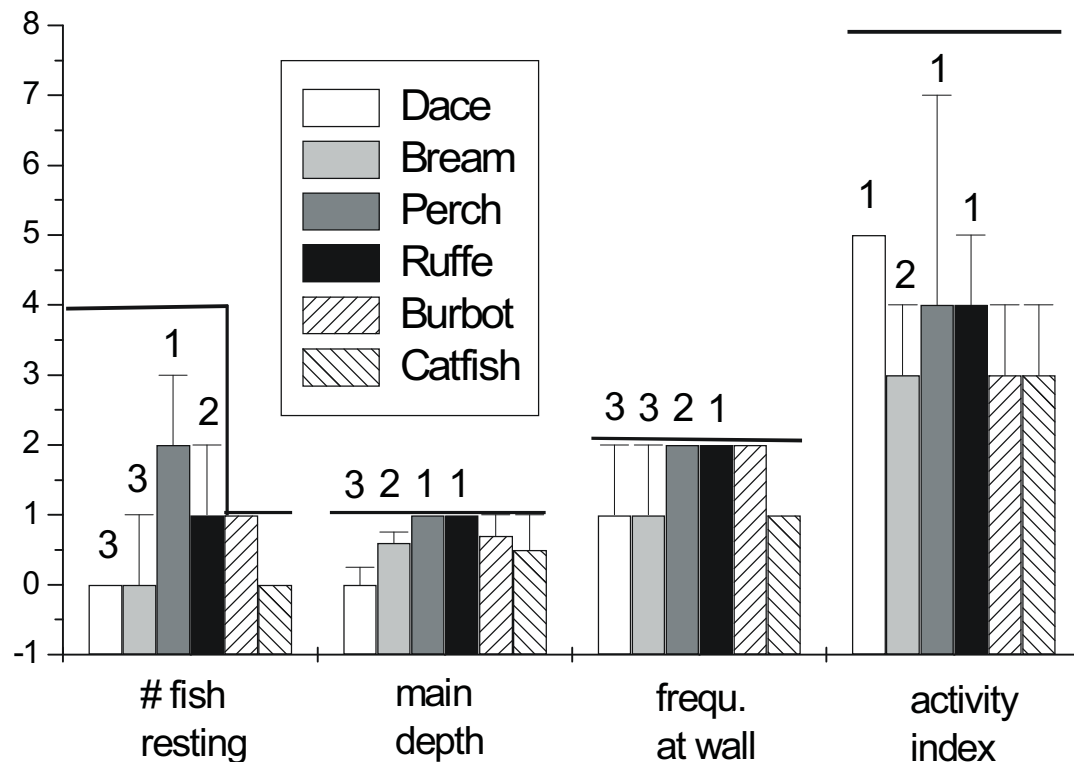 8
7
6
5
4
3
2
1
0
-1
Dace
Bream
Perch
Ruffe
Burbot
Catfish
3 3 1 2
3 2 1 1
3 3 2 1
1 2 1 1
# fish
resting
main
depth
frequ.
at wall
activity
index